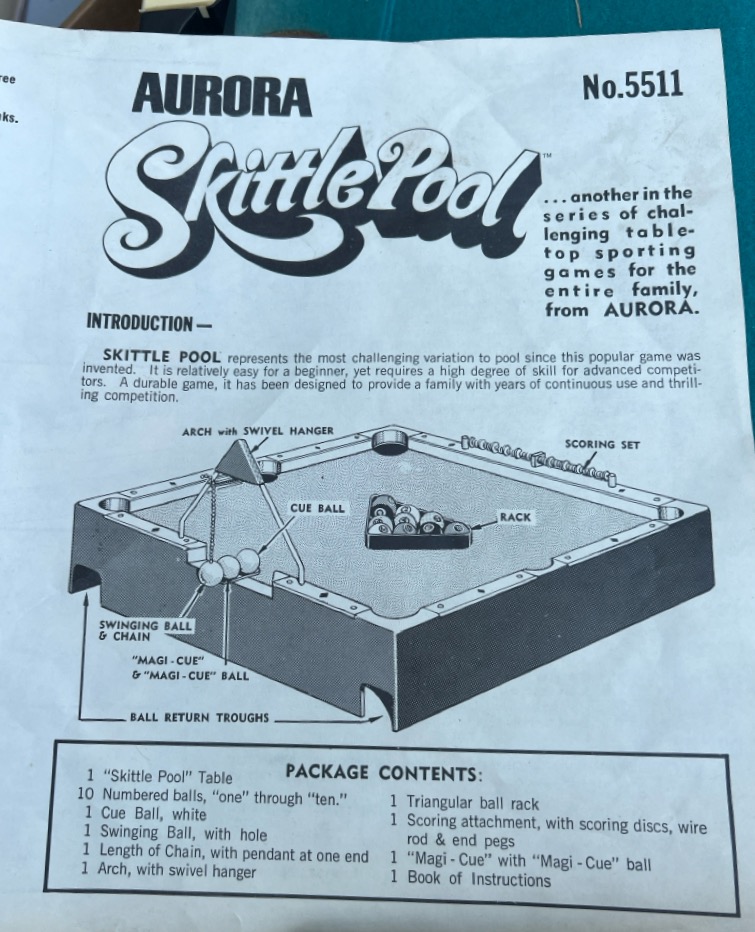 ree
ks.
AURORA
No.5511
Skittle Pool™
...another in the
series of chal-
lenging table-
top sporting
games for the
entire family,
from AURORA.
INTRODUCTION —
SKITTLE POOL represents the most challenging variation to pool since this popular game was
invented. It is relatively easy for a beginner, yet requires a high degree of skill for advanced competi-
tors. A durable game, it has been designed to provide a family with years of continuous use and thrill-
ing competition.
ARCH with SWIVEL HANGER
SCORING SET
CUE BALL
RACK
SWINGING BALL
& CHAIN
"MAGI-CUE"
& "MAGI-CUE" BALL
BALL RETURN TROUGHS
PACKAGE CONTENTS:
1 "Skittle Pool" Table
10 Numbered balls, "one" through "ten."
1 Cue Ball, white
1 Swinging Ball, with hole
1 Length of Chain, with pendant at one end
1 Arch, with swivel hanger
1 Triangular ball rack
1 Scoring attachment, with scoring discs, wire
rod & end pegs
1 "Magi-Cue" with "Magi-Cue" ball
1 Book of Instructions